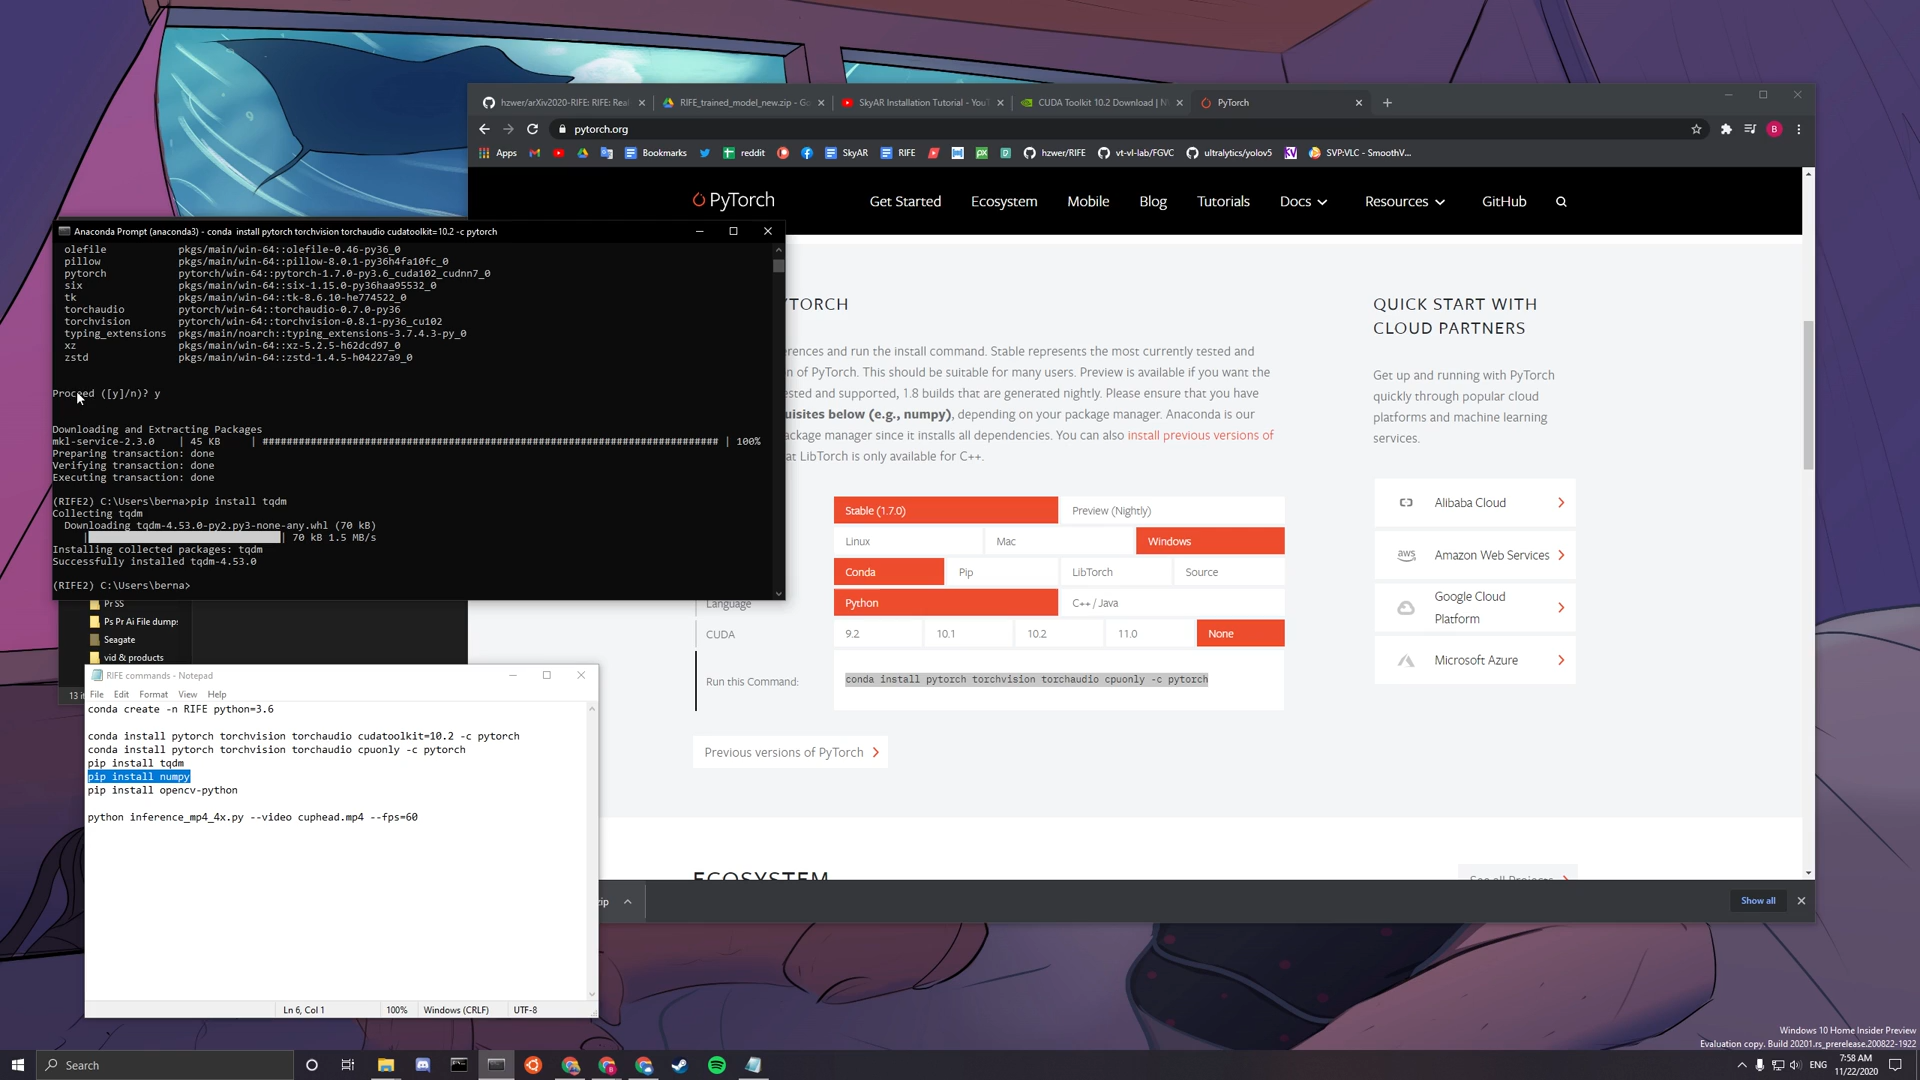 hzwer/arXiv2020-RIFE: RIFE: Real
RIFE_trained_model_new.zip - Go
SkyAR Installation Tutorial - YouT
CUDA Toolkit 10.2 Download | N
PyTorch
pytorch.org
B
Apps
Bookmarks
reddit
SkyAR
RIFE
hzwer/RIFE
vt-vl-lab/FGVC
ultralytics/yolov5
SVP:VLC - SmoothV...
PyTorch
Get Started
Ecosystem
Mobile
Blog
Tutorials
Docs
Resources
GitHub
Anaconda Prompt (anaconda3) - conda  install pytorch torchvision torchaudio cudatoolkit=10.2 -c pytorch
olefile pkgs/main/win-64::olefile-0.46-py36_0
pillow pkgs/main/win-64::pillow-8.0.1-py36h4fa10fc_0
pytorch pytorch/win-64::pytorch-1.7.0-py3.6_cuda102_cudnn7_0
six pkgs/main/win-64::six-1.15.0-py36haa95532_0
tk pkgs/main/win-64::tk-8.6.10-he774522_0
torchaudio pytorch/win-64::torchaudio-0.7.0-py36
torchvision pytorch/win-64::torchvision-0.8.1-py36_cu102
typing_extensions pkgs/main/noarch::typing_extensions-3.7.4.3-py_0
xz pkgs/main/win-64::xz-5.2.5-h62dcd97_0
zstd pkgs/main/win-64::zstd-1.4.5-h04227a9_0
Proceed ([y]/n)? y
Downloading and Extracting Packages
mkl-service-2.3.0 | 45 KB | ############################################################################ | 100%
Preparing transaction: done
Verifying transaction: done
Executing transaction: done
(RIFE2) C:\Users\berna>pip install tqdm
Collecting tqdm
Downloading tqdm-4.53.0-py2.py3-none-any.whl (70 kB)
| 70 kB 1.5 MB/s
Installing collected packages: tqdm
Successfully installed tqdm-4.53.0
(RIFE2) C:\Users\berna>
YTORCH
erences and run the install command. Stable represents the most currently tested and
n of PyTorch. This should be suitable for many users. Preview is available if you want the
sted and supported, 1.8 builds that are generated nightly. Please ensure that you have
uisites below (e.g., numpy), depending on your package manager. Anaconda is our
ackage manager since it installs all dependencies. You can also install previous versions of
at LibTorch is only available for C++.
Stable (1.7.0)
Preview (Nightly)
Linux
Mac
Windows
Conda
Pip
LibTorch
Source
Language
Python
C++ / Java
CUDA
9.2
10.1
10.2
11.0
None
Run this Command:
conda install pytorch torchvision torchaudio cpuonly -c pytorch
Previous versions of PyTorch
QUICK START WITH
CLOUD PARTNERS
Get up and running with PyTorch
quickly through popular cloud
platforms and machine learning
services.
Alibaba Cloud
aws
Amazon Web Services
Google Cloud
Platform
Microsoft Azure
ECOSYSTEM
See all Projects
Pr SS
Ps Pr Ai File dumps
Seagate
vid & products
13 it
RIFE commands - Notepad
File Edit Format View Help
conda create -n RIFE python=3.6
conda install pytorch torchvision torchaudio cudatoolkit=10.2 -c pytorch
conda install pytorch torchvision torchaudio cpuonly -c pytorch
pip install tqdm
pip install numpy
pip install opencv-python
python inference_mp4_4x.py --video cuphead.mp4 --fps=60
Ln 6, Col 1
100%
Windows (CRLF)
UTF-8
zip
Show all
Windows 10 Home Insider Preview
Evaluation copy. Build 20201.rs_prerelease.200822-1922
Search
ENG
7:58 AM
11/22/2020